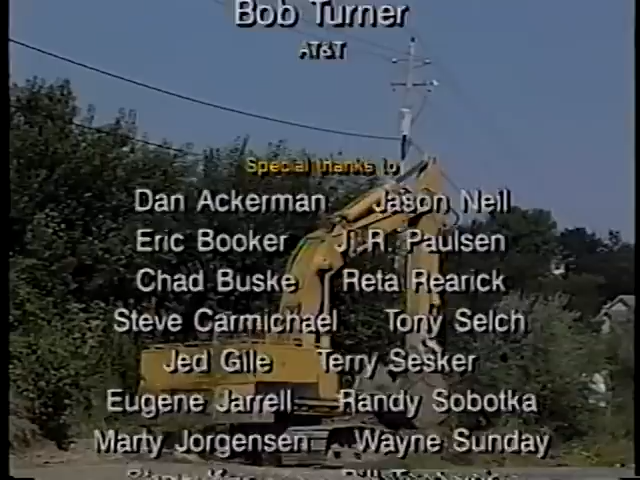 Bob Turner
AT&T
Special thanks to
Dan Ackerman Jason Neil
Eric Booker J. R. Paulsen
Chad Buske Reta Rearick
Steve Carmichael Tony Selch
Jed Gile Terry Sesker
Eugene Jarrell Randy Sobotka
Marty Jorgensen Wayne Sunday